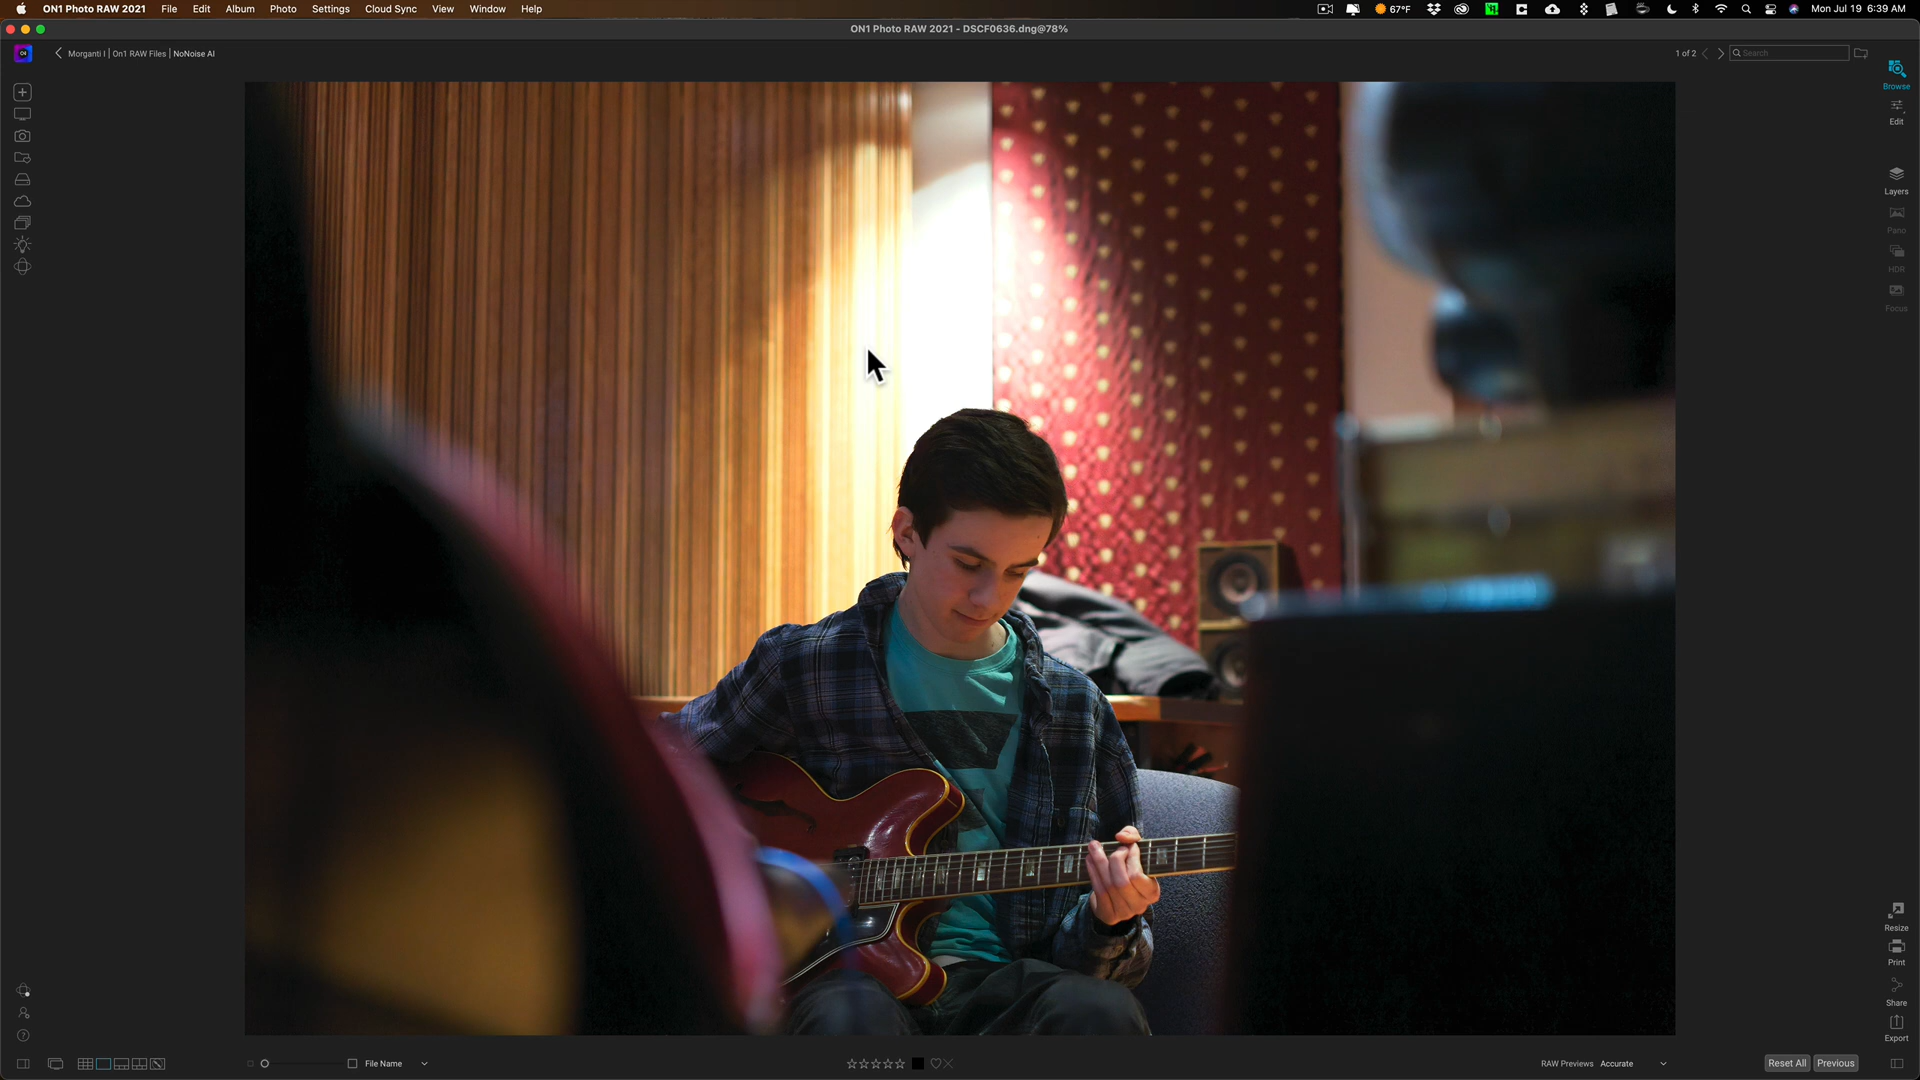 ON1 Photo RAW 2021 File Edit Album Photo Settings Cloud Sync View Window Help 67°F Mon Jul 19 6:39 AM
ON1 Photo RAW 2021 - DSCF0636.dng@78%
Morganti I | On1 RAW Files | NoNoise AI 1 of 2 Search
Browse
Edit
Layers
Pano
HDR
Focus
Resize
Print
Share
Export
File Name RAW Previews Accurate Reset All Previous